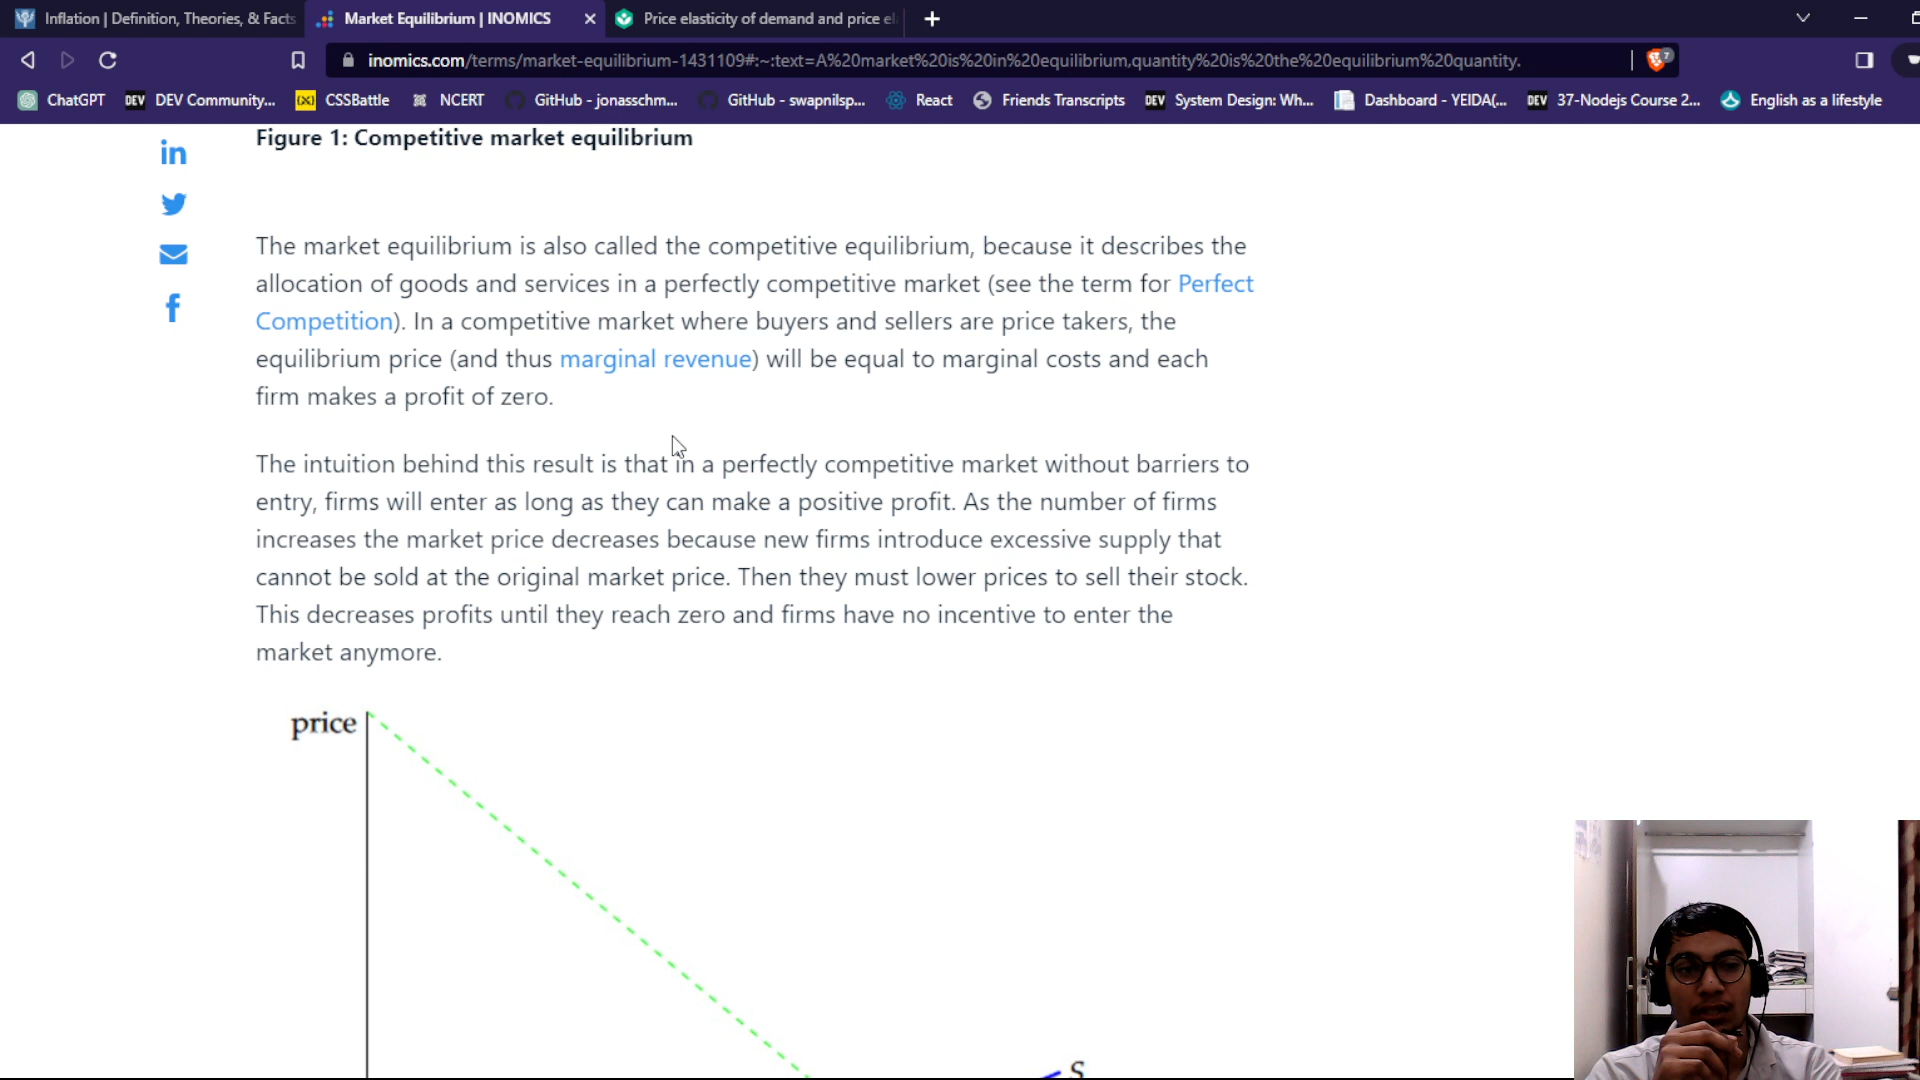 Inflation | Definition, Theories, & Facts
Market Equilibrium | INOMICS
Price elasticity of demand and price el
inomics.com/terms/market-equilibrium-1431109#:~:text=A%20market%20is%20in%20equilibrium,quantity%20is%20the%20equilibrium%20quantity.
7
ChatGPT
DEV DEV Community...
CSSBattle
NCERT
GitHub - jonasschm...
GitHub - swapnilsp...
React
Friends Transcripts
DEV System Design: Wh...
Dashboard - YEIDA(...
DEV 37-Nodejs Course 2...
English as a lifestyle
Figure 1: Competitive market equilibrium
The market equilibrium is also called the competitive equilibrium, because it describes the
allocation of goods and services in a perfectly competitive market (see the term for Perfect
Competition). In a competitive market where buyers and sellers are price takers, the
equilibrium price (and thus marginal revenue) will be equal to marginal costs and each
firm makes a profit of zero.
The intuition behind this result is that in a perfectly competitive market without barriers to
entry, firms will enter as long as they can make a positive profit. As the number of firms
increases the market price decreases because new firms introduce excessive supply that
cannot be sold at the original market price. Then they must lower prices to sell their stock.
This decreases profits until they reach zero and firms have no incentive to enter the
market anymore.
price
S